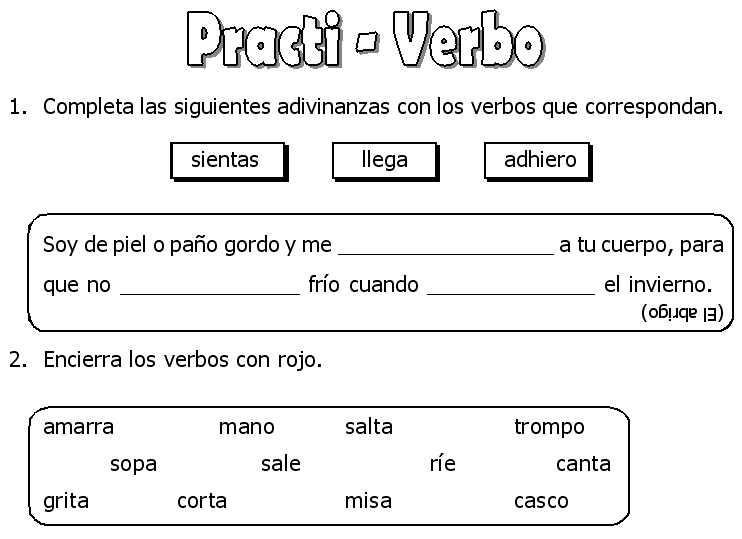 Practi - Verbo
1. Completa las siguientes adivinanzas con los verbos que correspondan.
sientas llega adhiero
Soy de piel o paño gordo y me ____________________ a tu cuerpo, para
que no ________________ frío cuando _______________ el invierno.
(El abrigo)
2. Encierra los verbos con rojo.
amarra mano salta trompo
sopa sale ríe canta
grita corta misa casco